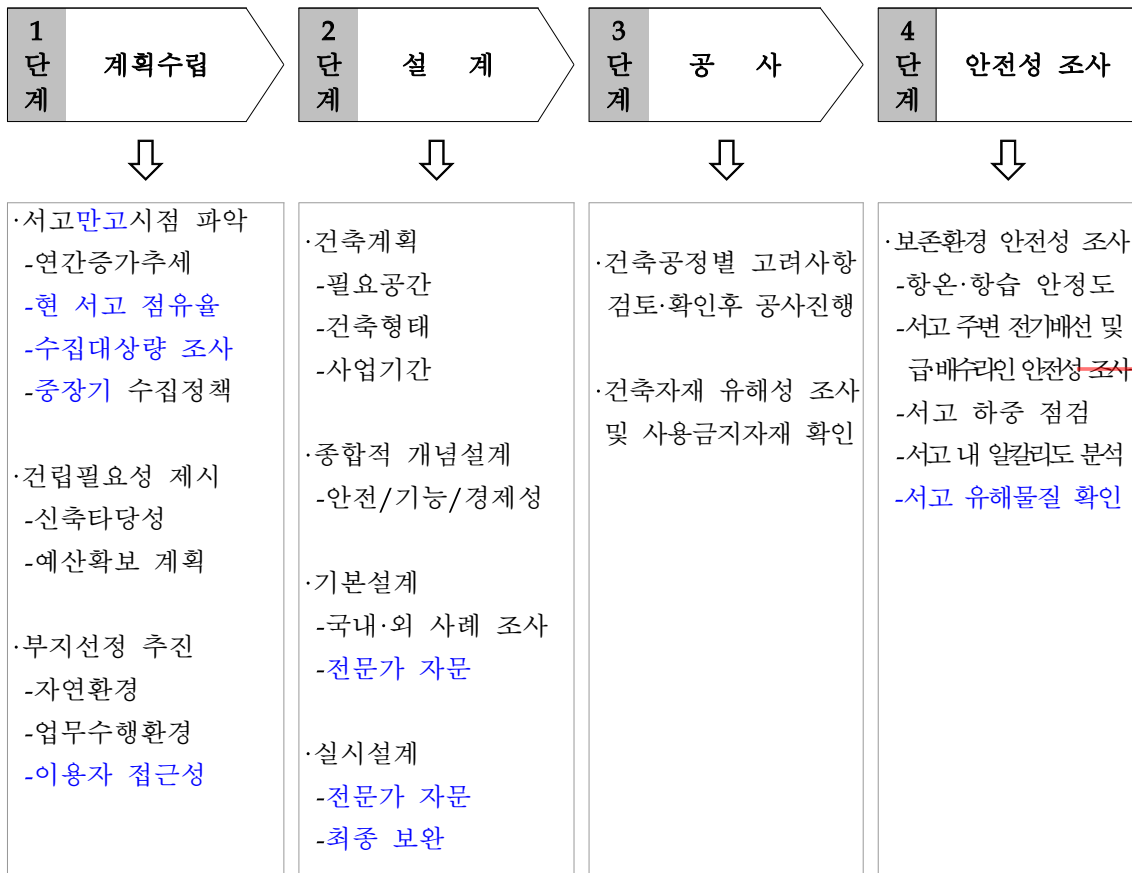 1단계 계획수립
·서고만고시점 파악
-연간증가추세
-현 서고 점유율
-수집대상량 조사
-중장기 수집정책
·건립필요성 제시
-신축타당성
-예산확보 계획
·부지선정 추진
-자연환경
-업무수행환경
-이용자 접근성
2단계 설 계
·건축계획
-필요공간
-건축형태
-사업기간
·종합적 개념설계
-안전/기능/경제성
·기본설계
-국내·외 사례 조사
-전문가 자문
·실시설계
-전문가 자문
-최종 보완
3단계 공 사
·건축공정별 고려사항
검토·확인후 공사진행
·건축자재 유해성 조사
및 사용금지자재 확인
4단계 안전성 조사
·보존환경 안전성 조사
-항온·항습 안정도
-서고 주변 전기배선 및
급·배수라인 안전성 조사
-서고 하중 점검
-서고 내 알칼리도 분석
-서고 유해물질 확인